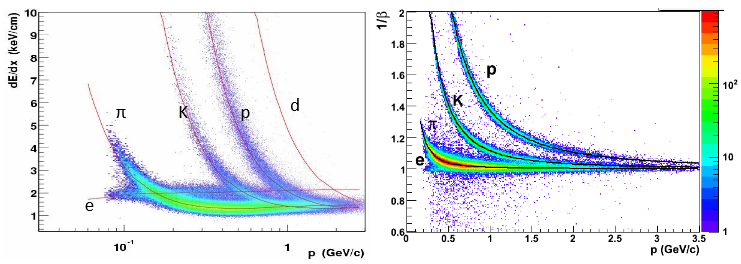 dE/dx (keV/cm)
10
9
8
7
6
5
4
3
2
1
π
K
p
d
e
10⁻¹
1
p (GeV/c)
1/β
2
1.8
1.6
1.4
1.2
1
0.8
0.6
p
K
π
e
0
0.5
1
1.5
2
2.5
3
3.5
p (GeV/c)
10²
10
1